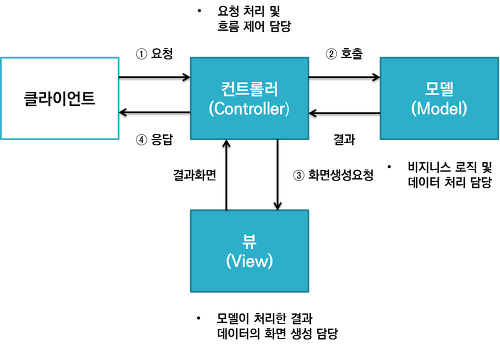 • 요청 처리 및
흐름 제어 담당
① 요청
② 호출
클라이언트
컨트롤러
(Controller)
모델
(Model)
④ 응답
결과
결과화면
③ 화면생성요청
• 비지니스 로직 및
데이터 처리 담당
뷰
(View)
• 모델이 처리한 결과
데이터의 화면 생성 담당